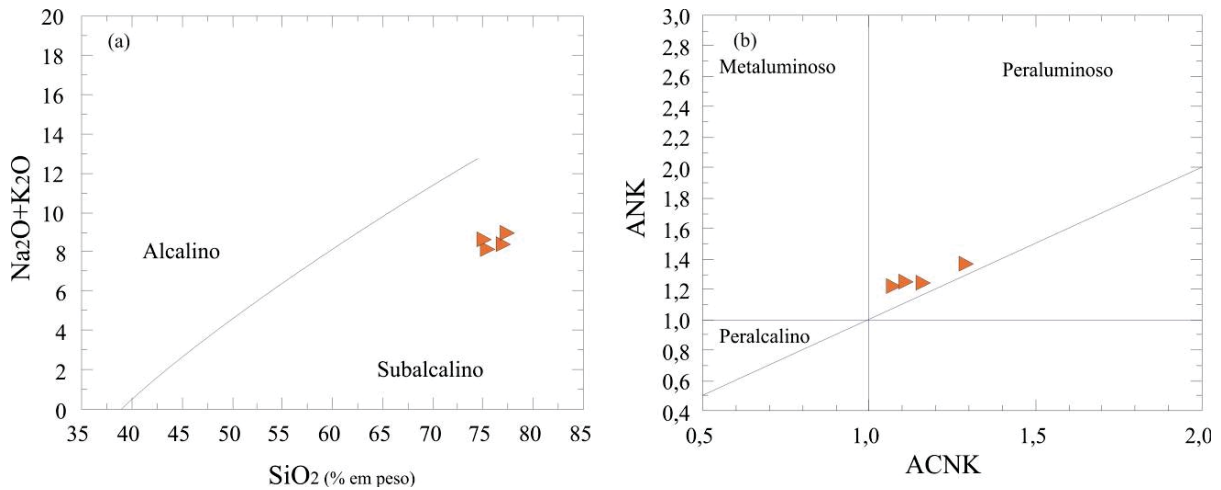 (a)
20
18
16
14
12
10
8
6
4
2
0
Na2O+K2O
Alcalino
Subalcalino
35 40 45 50 55 60 65 70 75 80 85
SiO2 (% em peso)
(b)
3,0
2,8
2,6
2,4
2,2
2,0
1,8
1,6
1,4
1,2
1,0
0,8
0,6
0,4
ANK
Metaluminoso
Peraluminoso
Peralcalino
0,5 1,0 1,5 2,0
ACNK